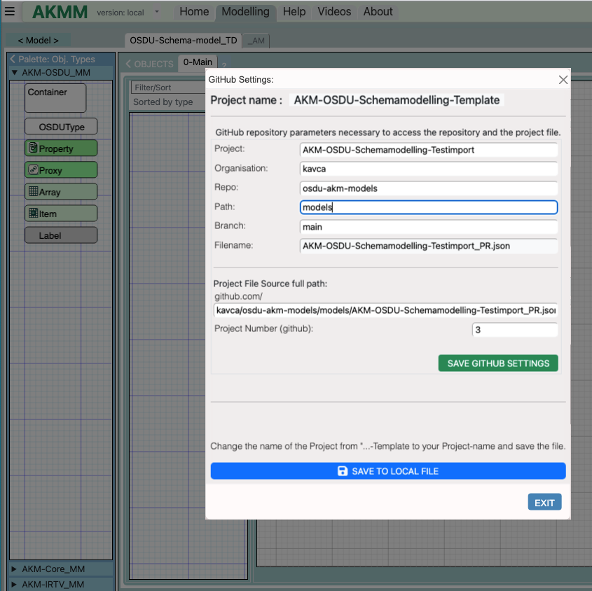 AKMM version: local
Home Modelling Help Videos About
< Model > OSDU-Schema-model_TD _AM
Palette: Obj. Types
OBJECTS 0-Main
AKM-OSDU_MM
Container
OSDUType
Property
Proxy
Array
Item
Label
AKM-Core_MM
AKM-IRTV_MM
Filter/Sort
Sorted by type
GitHub Settings:
Project name : AKM-OSDU-Schemamodelling-Template
GitHub repository parameters necessary to access the repository and the project file.
Project: AKM-OSDU-Schemamodelling-Testimport
Organisation: kavca
Repo: osdu-akm-models
Path: models
Branch: main
Filename: AKM-OSDU-Schemamodelling-Testimport_PR.json
Project File Source full path:
github.com/
kavca/osdu-akm-models/models/AKM-OSDU-Schemamodelling-Testimport_PR.jsor
Project Number (github): 3
SAVE GITHUB SETTINGS
Change the name of the Project from "...-Template to your Project-name and save the file.
SAVE TO LOCAL FILE
EXIT